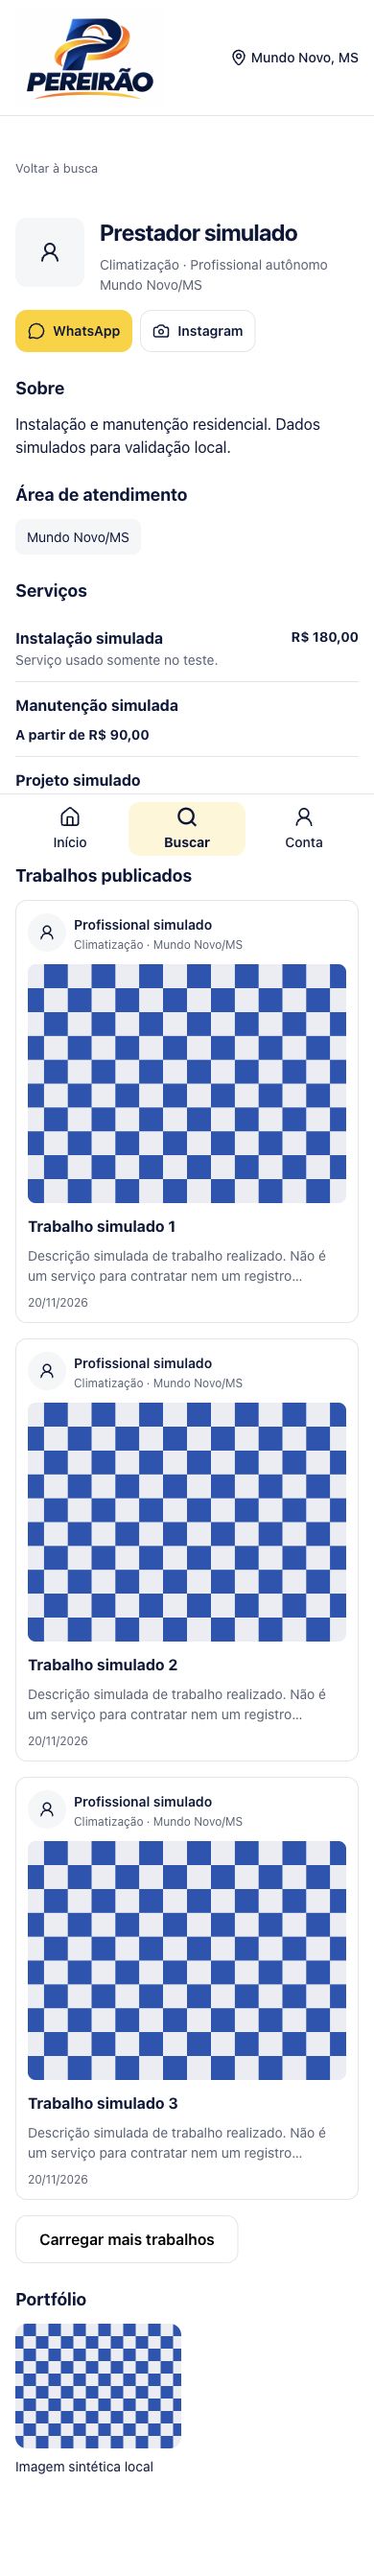 PEREIRÃO
Mundo Novo, MS
Voltar à busca
Prestador simulado
Climatização · Profissional autônomo
Mundo Novo/MS
WhatsApp
Instagram
Sobre
Instalação e manutenção residencial. Dados
simulados para validação local.
Área de atendimento
Mundo Novo/MS
Serviços
Instalação simulada
R$ 180,00
Serviço usado somente no teste.
Manutenção simulada
A partir de R$ 90,00
Projeto simulado
Início
Buscar
Conta
Trabalhos publicados
Profissional simulado
Climatização · Mundo Novo/MS
Trabalho simulado 1
Descrição simulada de trabalho realizado. Não é
um serviço para contratar nem um registro...
20/11/2026
Profissional simulado
Climatização · Mundo Novo/MS
Trabalho simulado 2
Descrição simulada de trabalho realizado. Não é
um serviço para contratar nem um registro...
20/11/2026
Profissional simulado
Climatização · Mundo Novo/MS
Trabalho simulado 3
Descrição simulada de trabalho realizado. Não é
um serviço para contratar nem um registro...
20/11/2026
Carregar mais trabalhos
Portfólio
Imagem sintética local